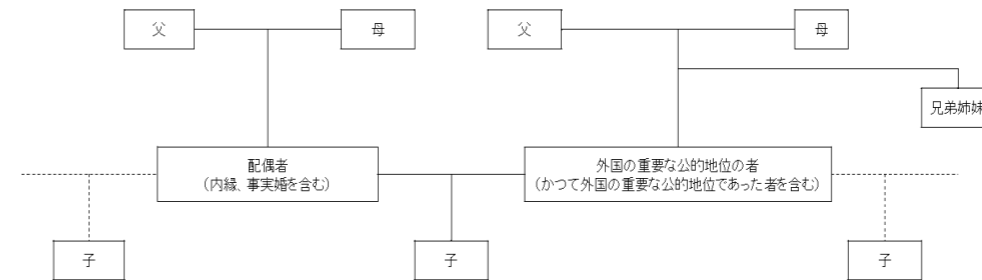 父
母
父
母
兄弟姉妹
配偶者
（内縁、事実婚を含む）
外国の重要な公的地位の者
（かつて外国の重要な公的地位であった者を含む）
子
子
子